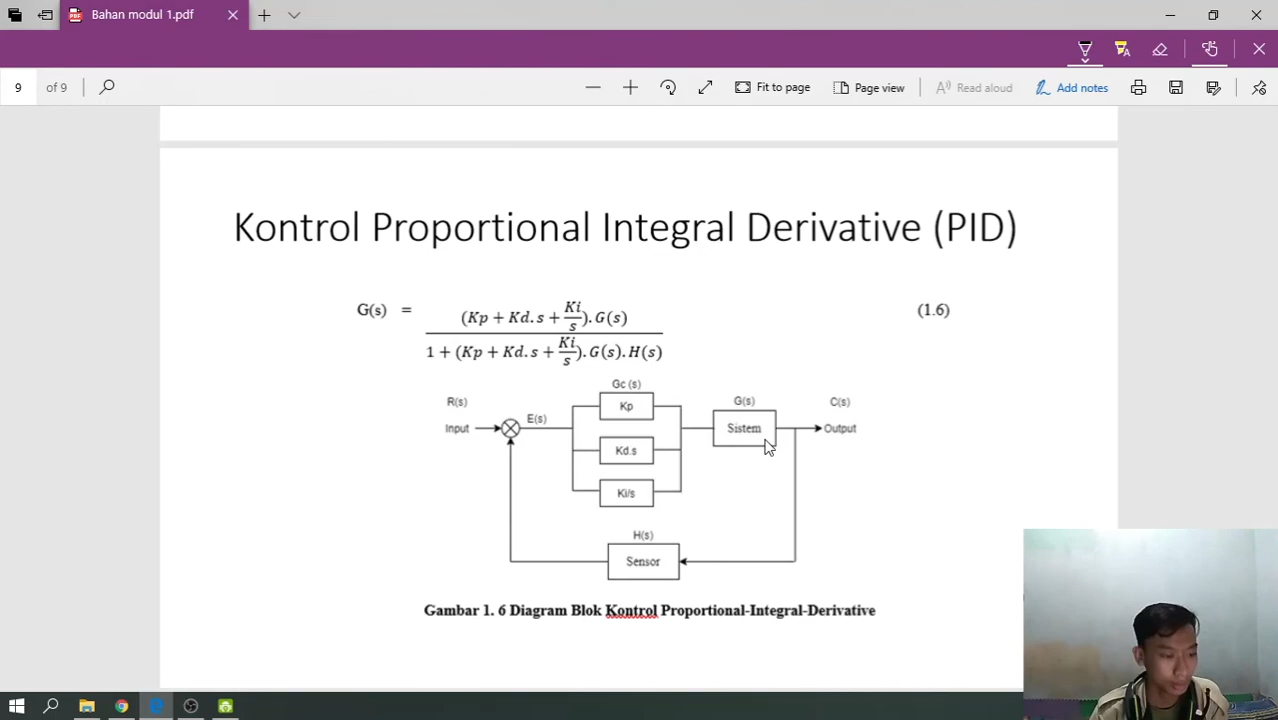 Bahan modul 1.pdf
9 of 9
Fit to page
Page view
Read aloud
Add notes
Kontrol Proportional Integral Derivative (PID)
G(s) = (Kp + Kd.s + Ki/s).G(s) / 1 + (Kp + Kd.s + Ki/s).G(s).H(s) (1.6)
Gc (s)
R(s)
Kp
G(s)
C(s)
Input
E(s)
Sistem
Output
Kd.s
Ki/s
H(s)
Sensor
Gambar 1. 6 Diagram Blok Kontrol Proportional-Integral-Derivative